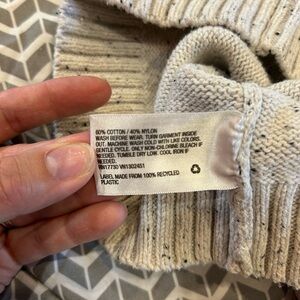 60% COTTON / 40% NYLON
WASH BEFORE WEAR. TURN GARMENT INSIDE
OUT. MACHINE WASH COLD WITH LIKE COLORS.
GENTLE CYCLE. ONLY NON-CHLORINE BLEACH IF
NEEDED. TUMBLE DRY LOW. COOL IRON IF
NEEDED.
RN17730 VN1302451
LABEL MADE FROM 100% RECYCLED
PLASTIC